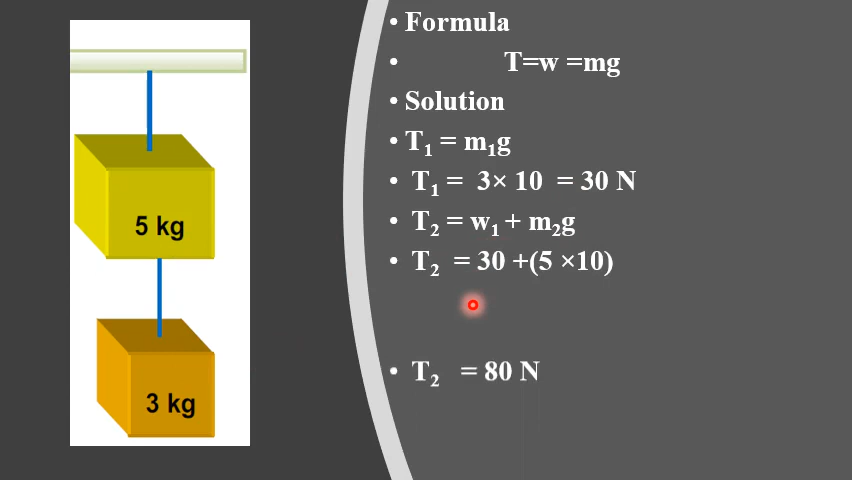 5 kg
3 kg
• Formula
• T=w =mg
• Solution
• T₁ = m₁g
• T₁ = 3× 10 = 30 N
• T₂ = w₁ + m₂g
• T₂ = 30 +(5 ×10)
• T₂ = 80 N